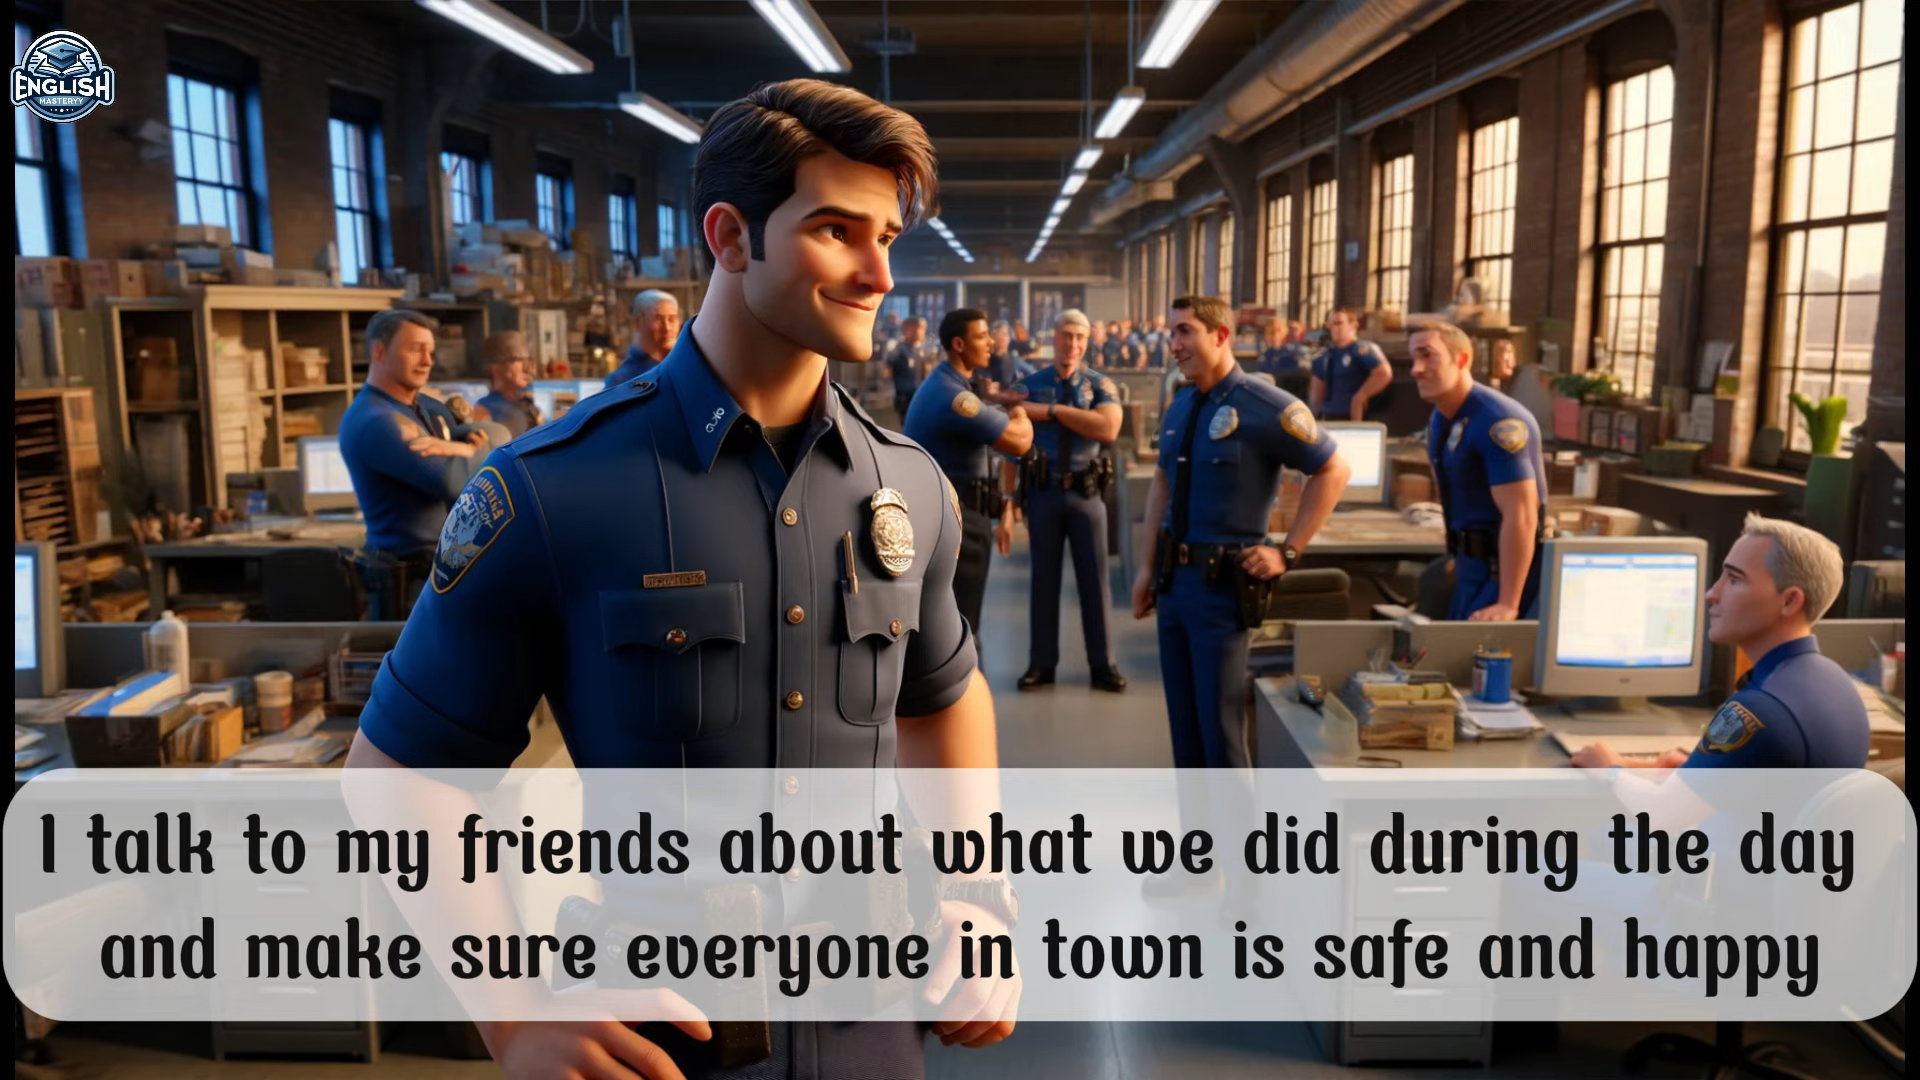 ENGLISH
MASTERYY
I talk to my friends about what we did during the day
and make sure everyone in town is safe and happy